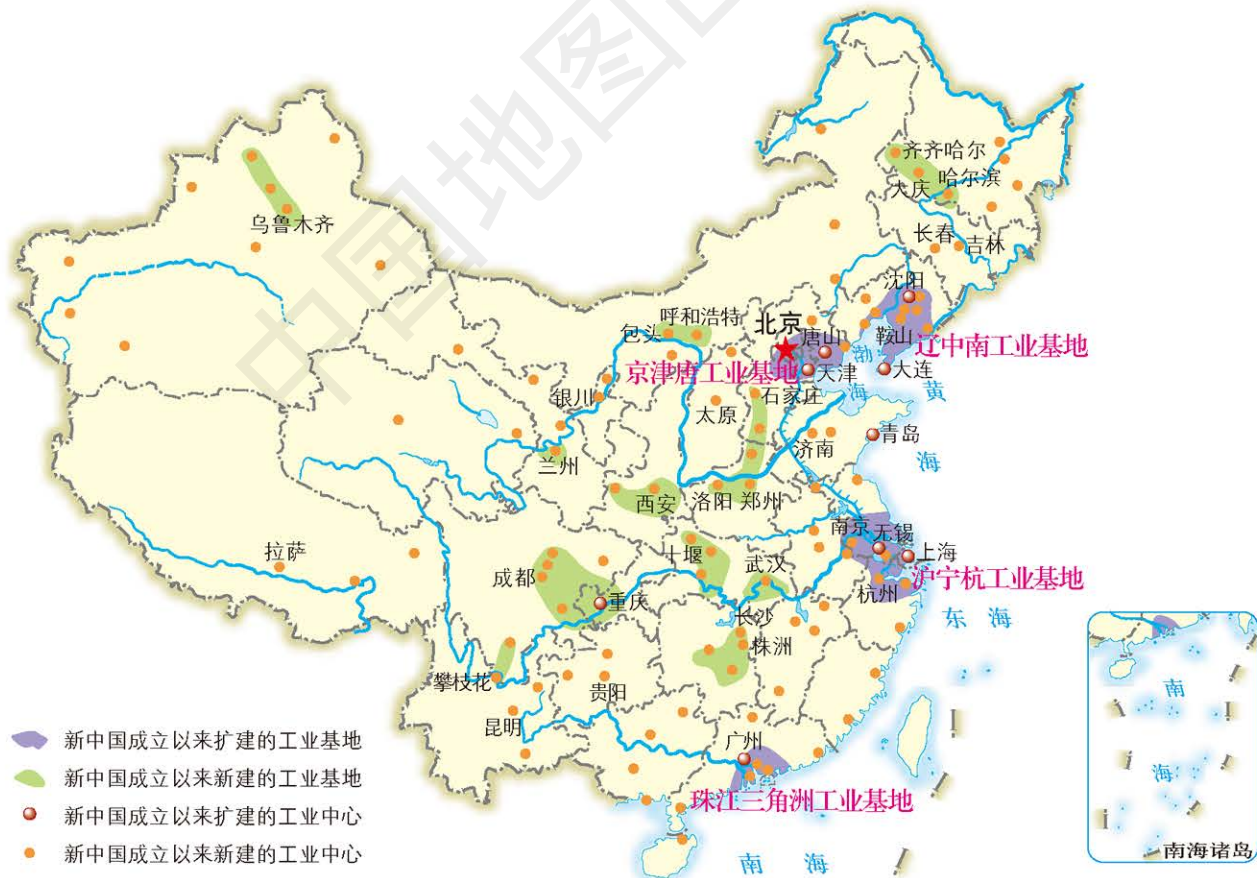 中国地图
齐齐哈尔
大庆
哈尔滨
乌鲁木齐
长春
吉林
沈阳
呼和浩特
包头
北京
唐山
鞍山
辽中南工业基地
渤海
京津唐工业基地
天津
大连
黄海
银川
太原
石家庄
济南
青岛
兰州
西安
洛阳
郑州
南京
无锡
上海
拉萨
成都
十堰
武汉
沪宁杭工业基地
杭州
重庆
长沙
东海
株洲
攀枝花
贵阳
昆明
广州
珠江三角洲工业基地
南海
新中国成立以来扩建的工业基地
新中国成立以来新建的工业基地
新中国成立以来扩建的工业中心
新中国成立以来新建的工业中心
南
海
南海诸岛